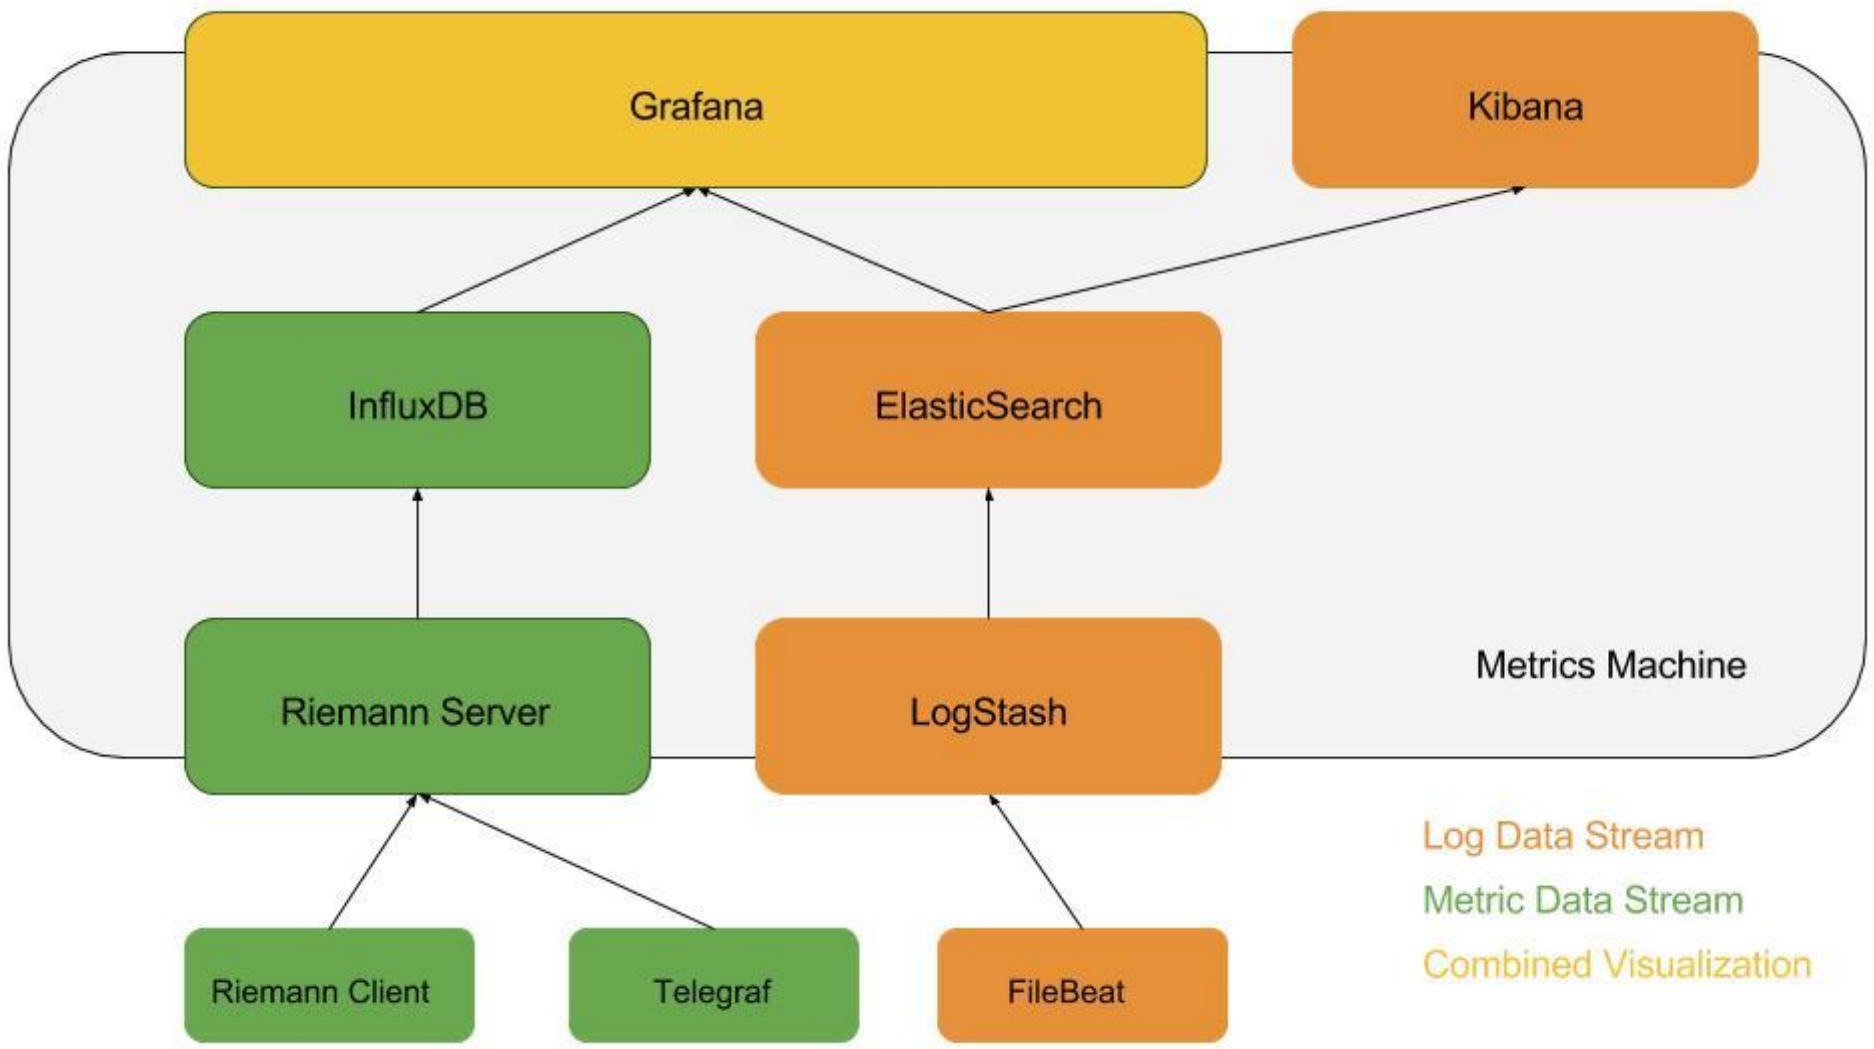 Grafana
Kibana
InfluxDB
ElasticSearch
Metrics Machine
Riemann Server
LogStash
Log Data Stream
Metric Data Stream
Combined Visualization
Riemann Client
Telegraf
FileBeat